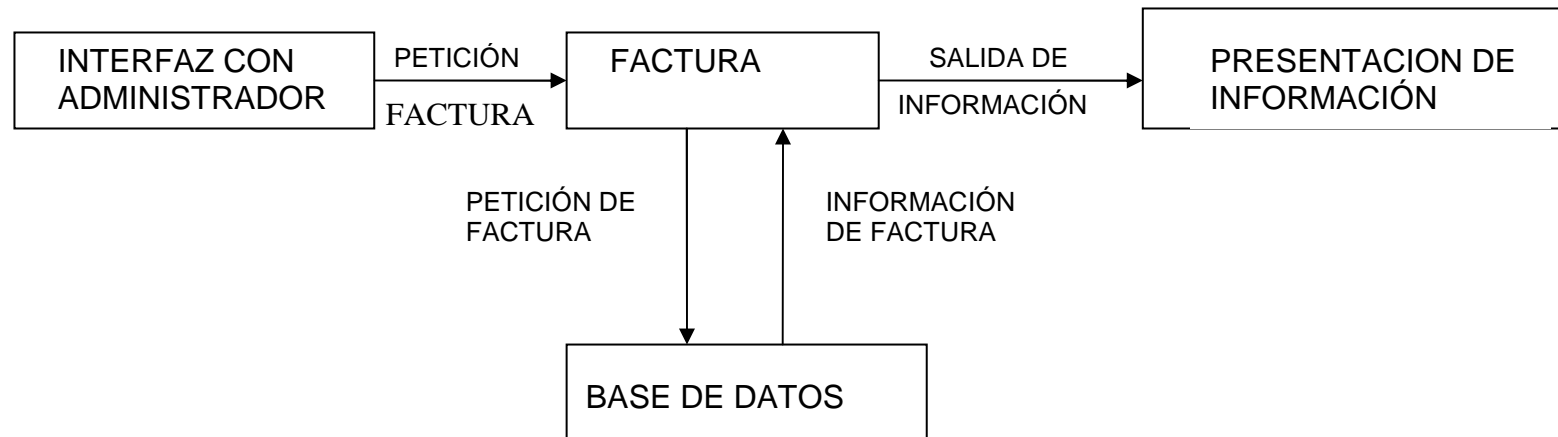 INTERFAZ CON
ADMINISTRADOR
PETICIÓN
FACTURA
FACTURA
SALIDA DE
INFORMACIÓN
PRESENTACION DE
INFORMACIÓN
PETICIÓN DE
FACTURA
INFORMACIÓN
DE FACTURA
BASE DE DATOS